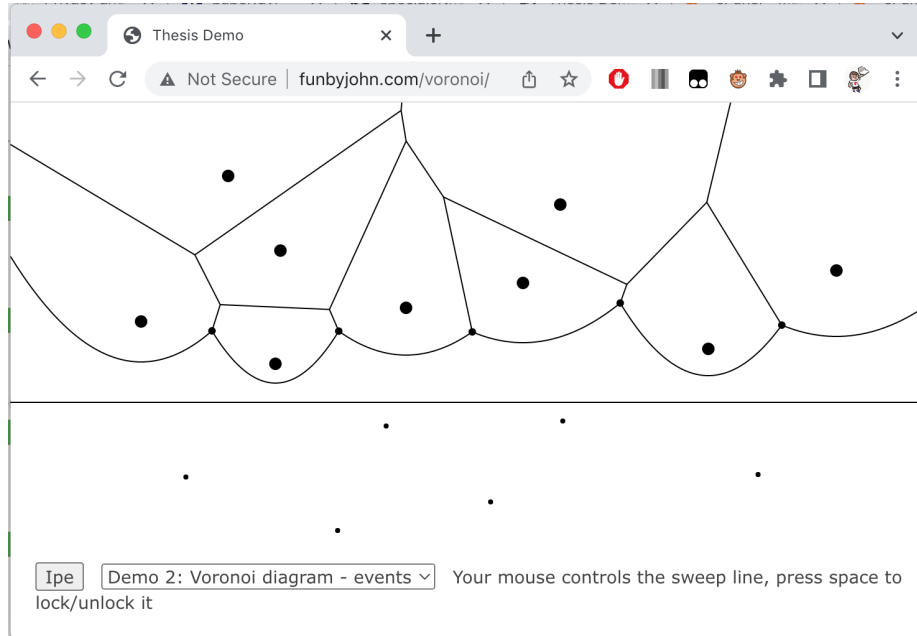 Thesis Demo
Not Secure | funbyjohn.com/voronoi/
Ipe Demo 2: Voronoi diagram - events Your mouse controls the sweep line, press space to
lock/unlock it